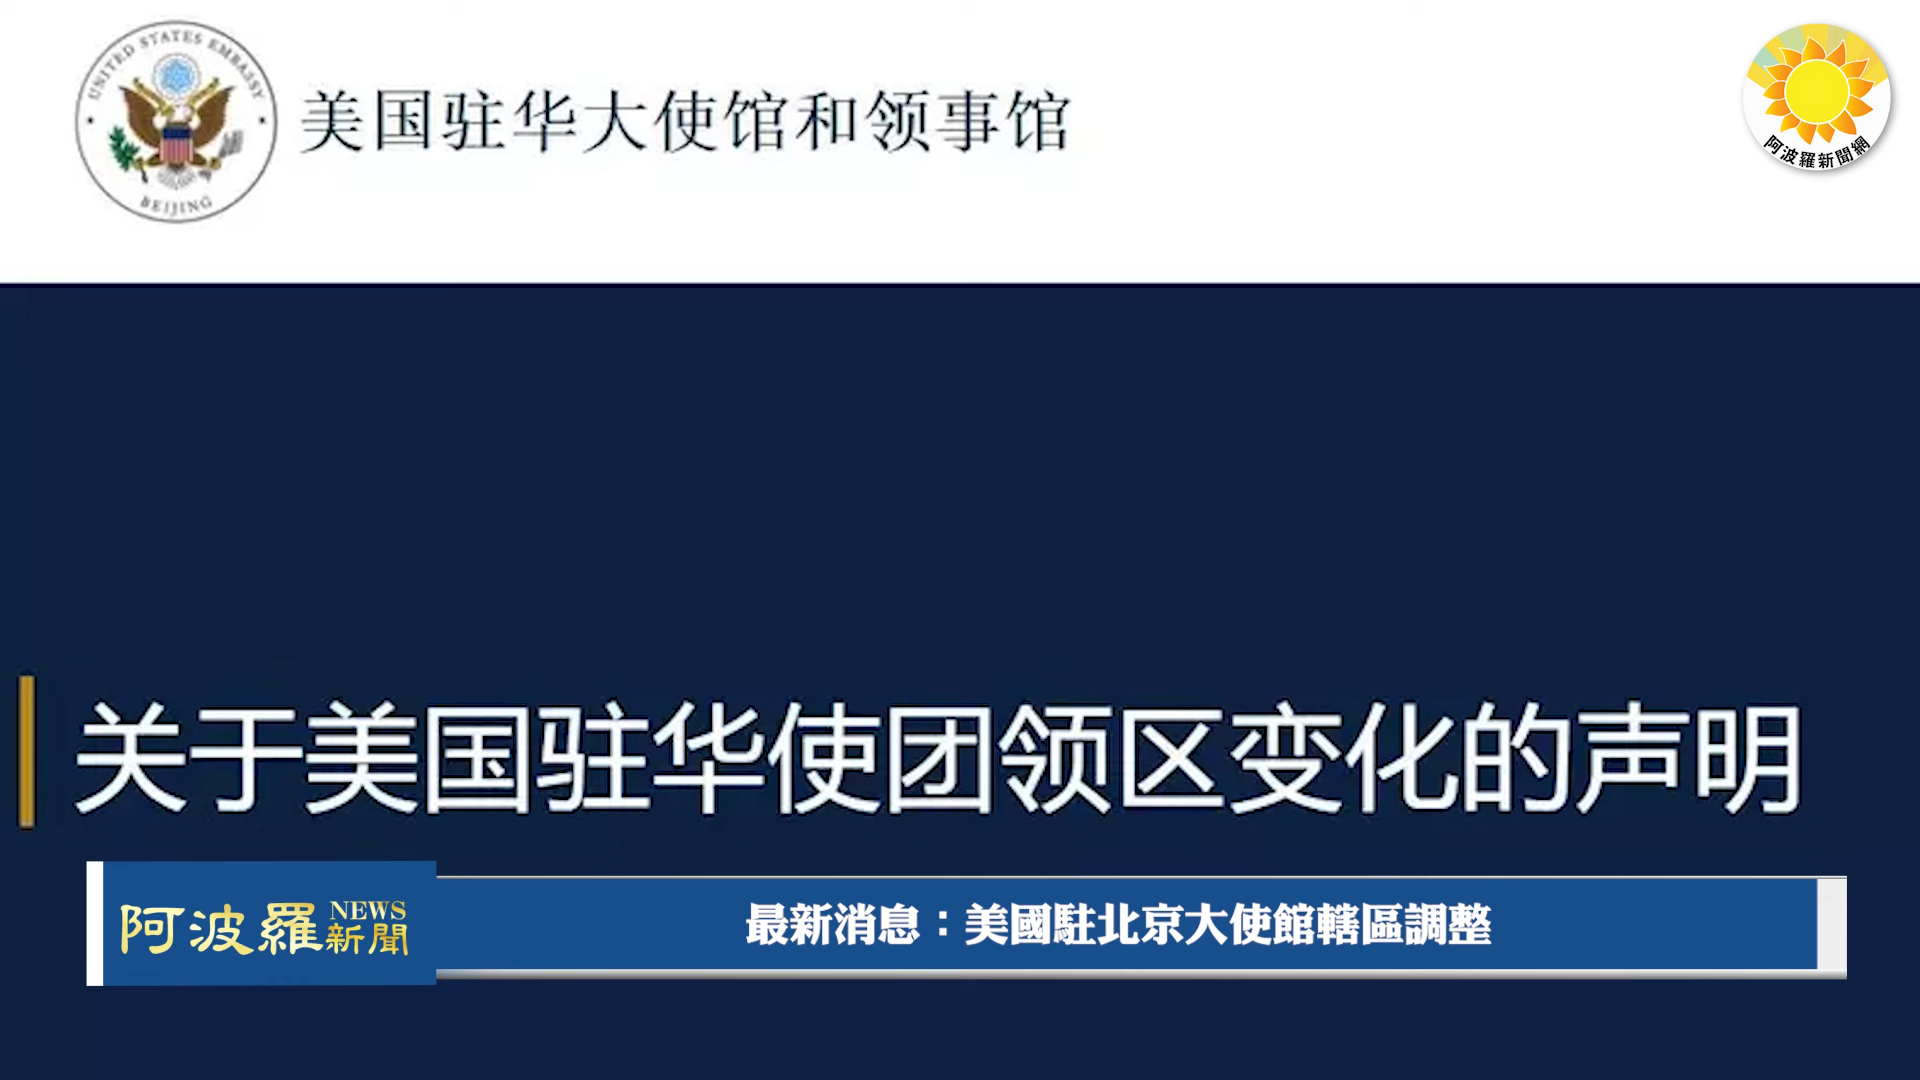 UNITED STATES EMBASSY
BEIJING
美国驻华大使馆和领事馆
阿波羅新聞網
关于美国驻华使团领区变化的声明
阿波羅新聞
NEWS
最新消息：美國駐北京大使館轄區調整